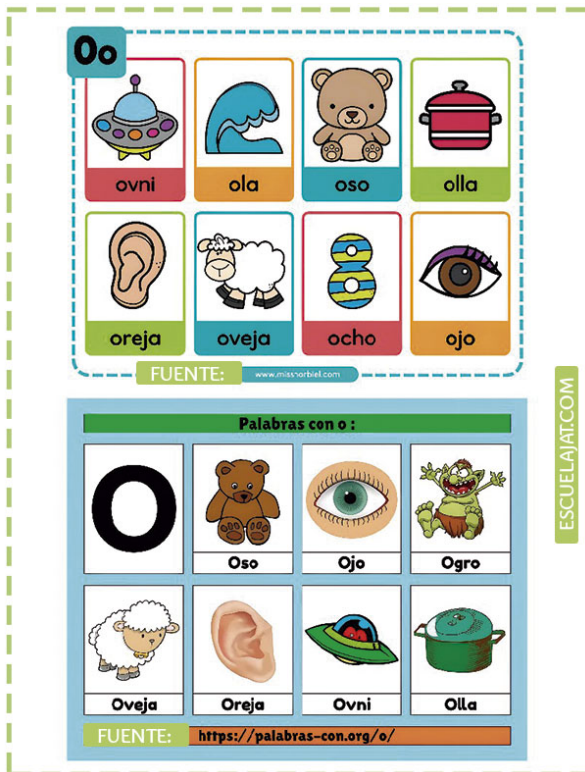 Oo
ovni ola oso olla
oreja oveja ocho ojo
FUENTE: www.missnorbiel.com
ESCUELAJAT.COM
Palabras con o :
O
Oso Ojo Ogro
Oveja Oreja Ovni Olla
FUENTE: https://palabras-con.org/o/